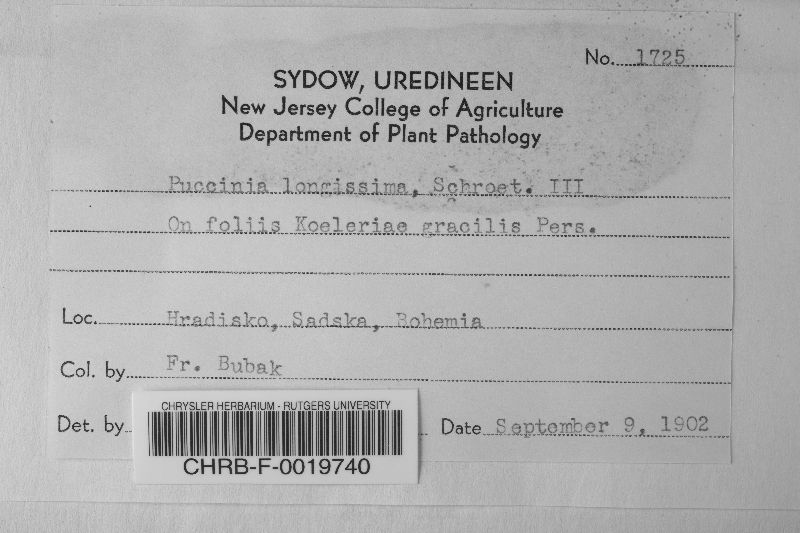 No. 1725
SYDOW, UREDINEEN
New Jersey College of Agriculture
Department of Plant Pathology
Puccinia longissima, Schroet. III
On foliis Koeleriae gracilis Pers.
Loc. Hradisko, Sadska, Bohemia
Col. by Fr. Bubak
Det. by Date September 9, 1902
CHRYSLER HERBARIUM - RUTGERS UNIVERSITY
CHRB-F-0019740